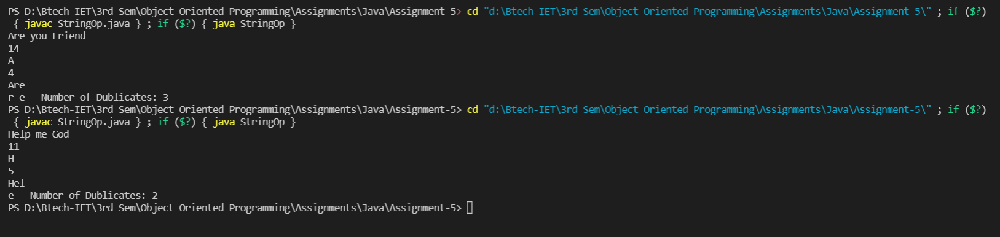 PS D:\Btech-IET\3rd Sem\Object Oriented Programming\Assignments\Java\Assignment-5> cd "d:\Btech-IET\3rd Sem\Object Oriented Programming\Assignments\Java\Assignment-5\" ; if ($?)
 { javac StringOp.java } ; if ($?) { java StringOp }
Are you Friend
14
A
4
Are
r e   Number of Dublicates: 3
PS D:\Btech-IET\3rd Sem\Object Oriented Programming\Assignments\Java\Assignment-5> cd "d:\Btech-IET\3rd Sem\Object Oriented Programming\Assignments\Java\Assignment-5\" ; if ($?)
 { javac StringOp.java } ; if ($?) { java StringOp }
Help me God
11
H
5
Hel
e   Number of Dublicates: 2
PS D:\Btech-IET\3rd Sem\Object Oriented Programming\Assignments\Java\Assignment-5>